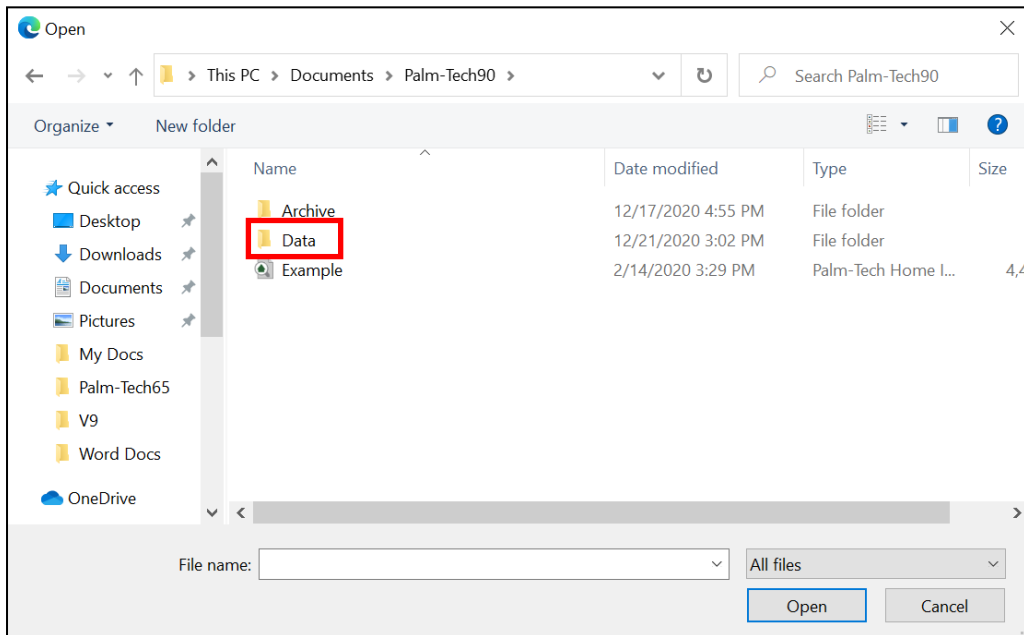 Open
This PC > Documents > Palm-Tech90 >
Search Palm-Tech90
Organize
New folder
?
Name
Date modified
Type
Size
Quick access
Desktop
Downloads
Documents
Pictures
My Docs
Palm-Tech65
V9
Word Docs
OneDrive
Archive 12/17/2020 4:55 PM File folder
Data 12/21/2020 3:02 PM File folder
Example 2/14/2020 3:29 PM Palm-Tech Home I... 4,4
File name:
All files
Open
Cancel